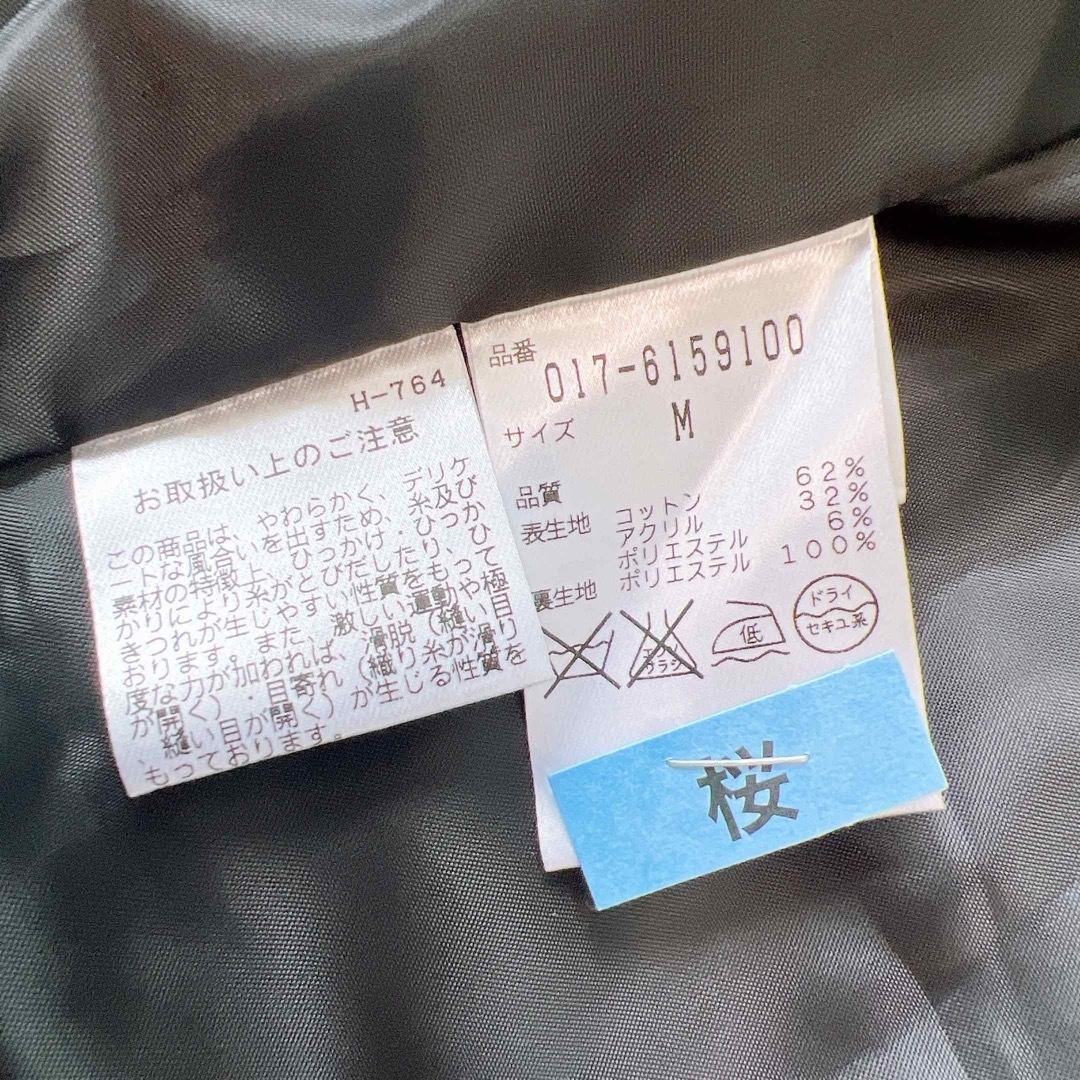 H-764
お取扱い上のご注意
この商品は、やわらかく、デリケ
ートな風合いを出すため、糸及び
素材の特徴上、ひっかけ・ひっか
かりにより糸がとびだしたり、ひ
きつれが生じやすい性質をもって
おります。また、激しい運動や極
度な力が加われば、滑脱（縫い目
が開く）・目寄れ（織り糸が滑り
縫い目が開く）が生じる性質を
もっております。
品番
017-6159100
サイズ M
品質
表生地 コットン 62%
アクリル 32%
ポリエステル 6%
裏生地 ポリエステル 100%
低
ドライ
セキユ系
桜